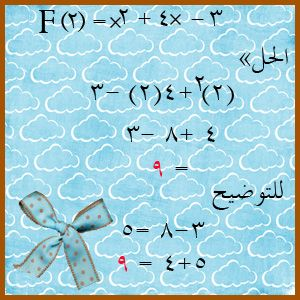 F(٢) = x^٢ + ٤x − ٣
الحل»
(٢)^٢ +٤(٢) −٣
٤ +٨ −٣
= ٩
للتوضيح
٣−٨ =٥
٥+٤ = ٩